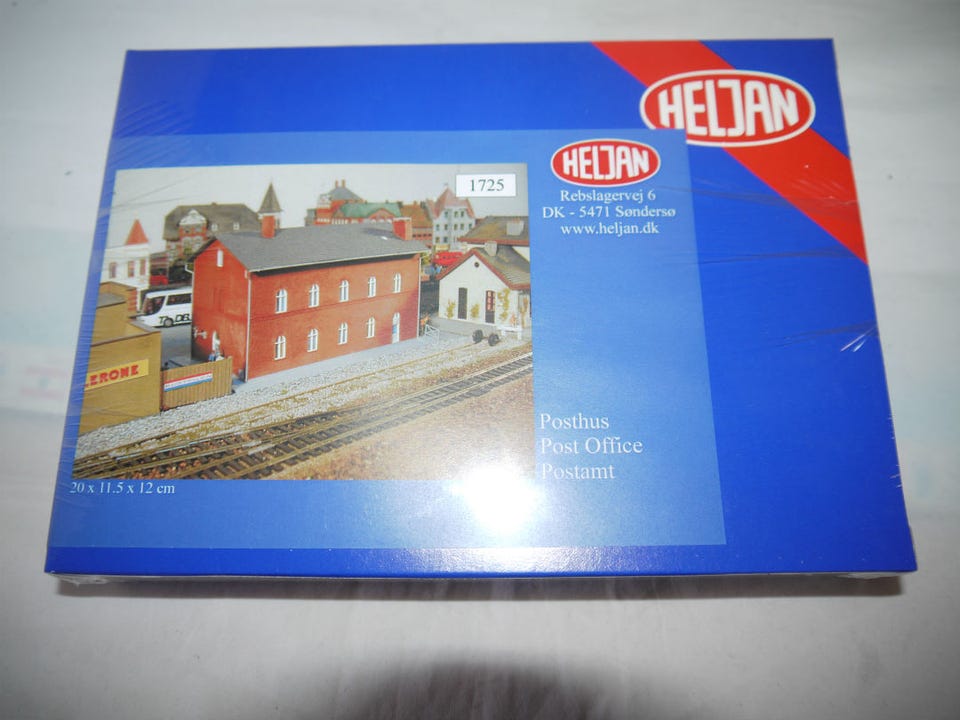 HELJAN
HELJAN
Rebslagervej 6
DK - 5471 Søndersø
www.heljan.dk
1725
LERONE
Posthus
Post Office
Postamt
20 x 11.5 x 12 cm